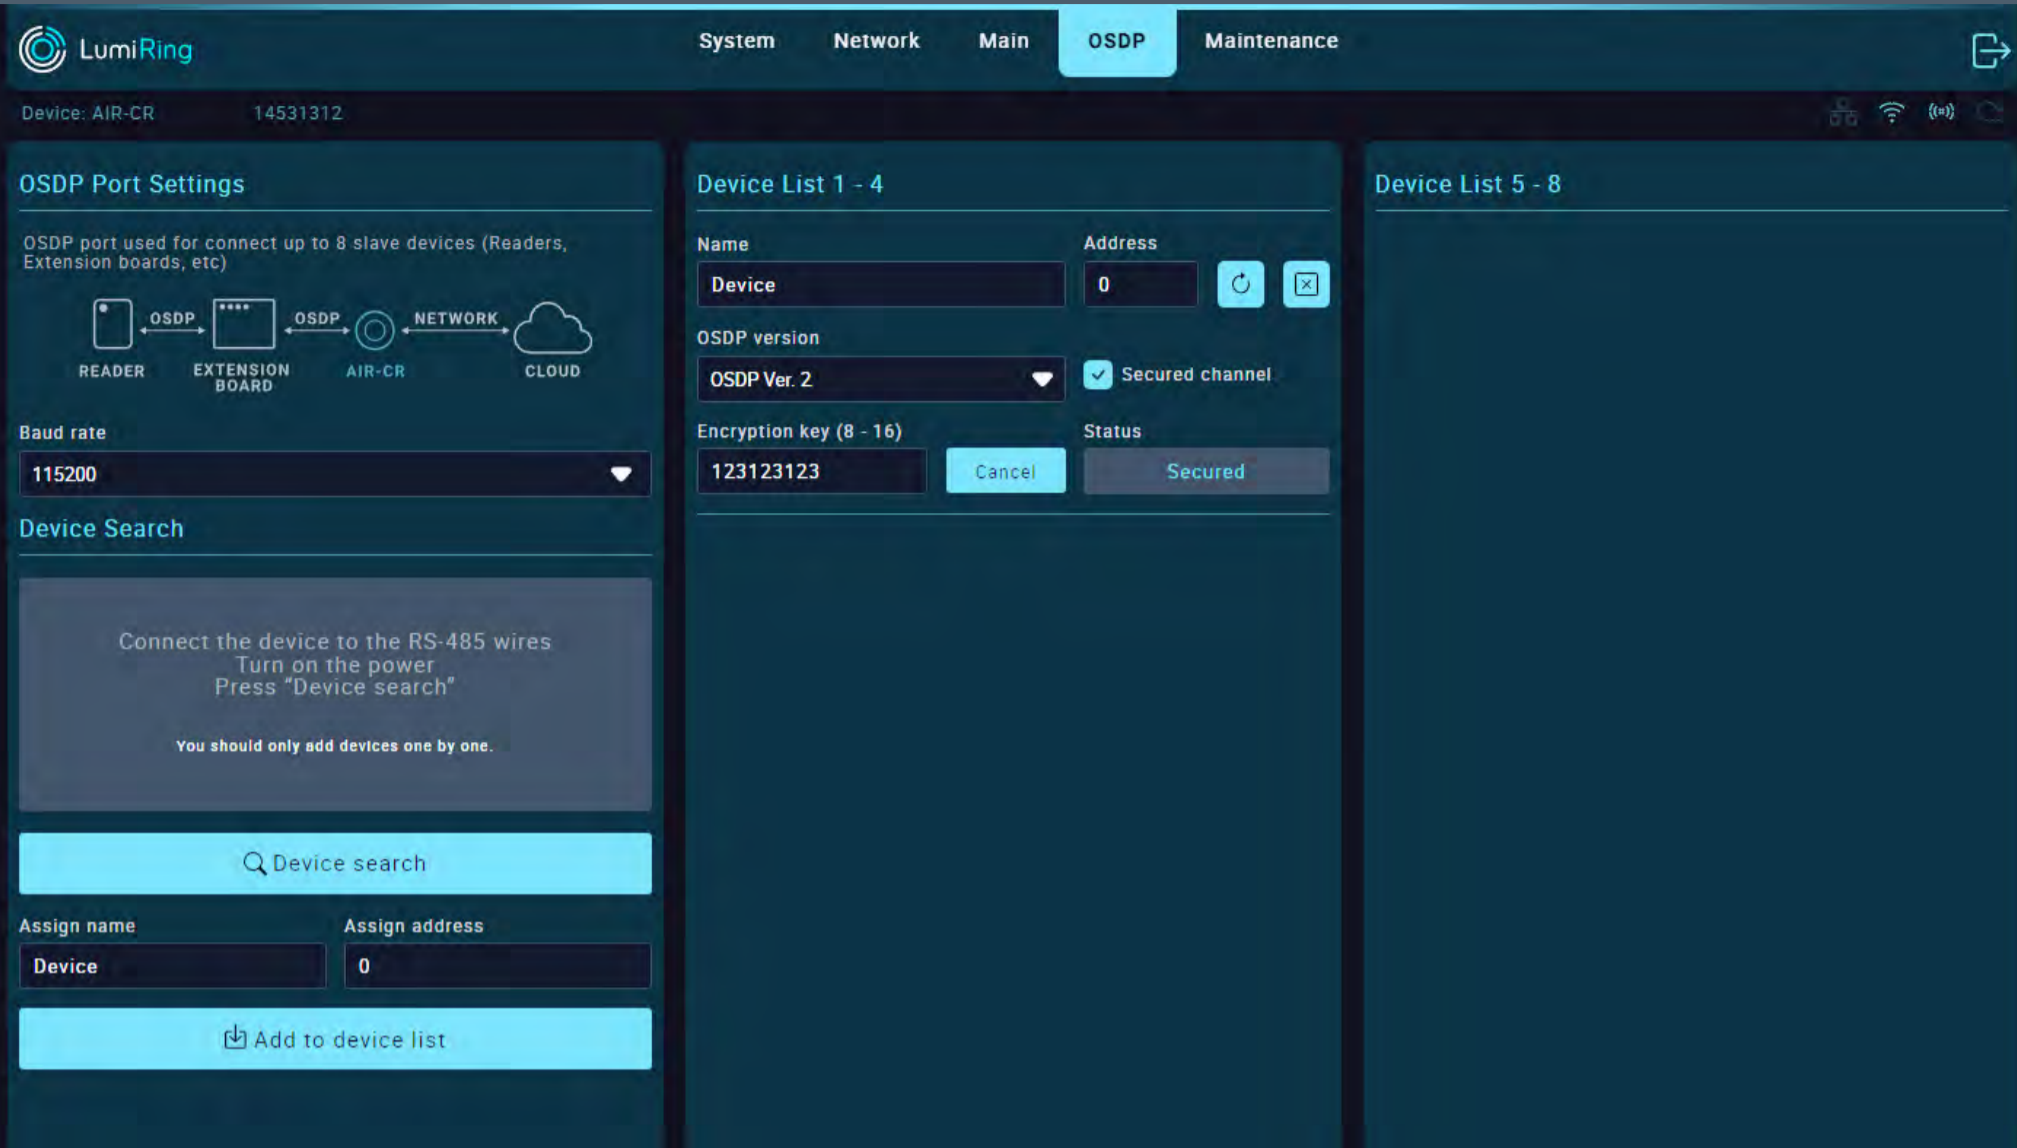 LumiRing
System
Network
Main
OSDP
Maintenance
Device: AIR-CR
14531312
OSDP Port Settings
OSDP port used for connect up to 8 slave devices (Readers,
Extension boards, etc)
OSDP
OSDP
NETWORK
READER
EXTENSION
BOARD
AIR-CR
CLOUD
Baud rate
115200
Device Search
Connect the device to the RS-485 wires
Turn on the power
Press “Device search”
You should only add devices one by one.
Device search
Assign name
Assign address
Device
0
Add to device list
Device List 1 - 4
Name
Address
Device
0
OSDP version
OSDP Ver. 2
Secured channel
Encryption key (8 - 16)
Status
123123123
Cancel
Secured
Device List 5 - 8